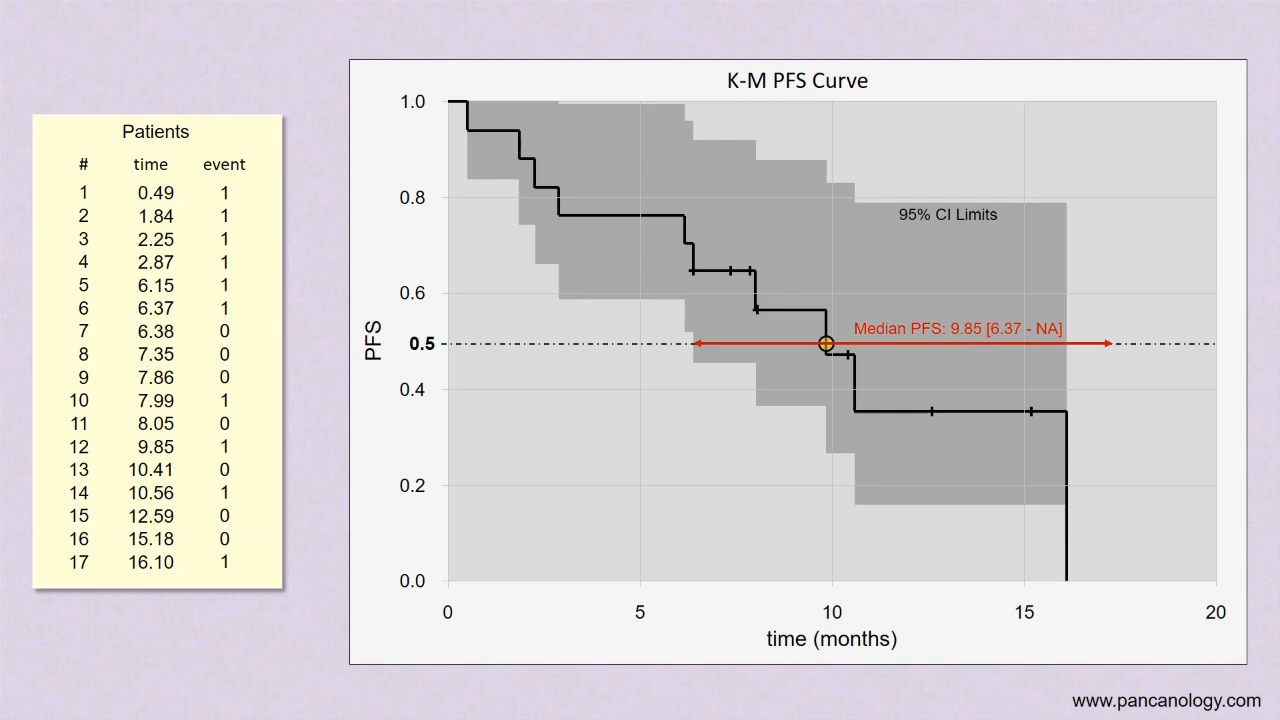 Patients
# time event
1 0.49 1
2 1.84 1
3 2.25 1
4 2.87 1
5 6.15 1
6 6.37 1
7 6.38 0
8 7.35 0
9 7.86 0
10 7.99 1
11 8.05 0
12 9.85 1
13 10.41 0
14 10.56 1
15 12.59 0
16 15.18 0
17 16.10 1
K-M PFS Curve
1.0
0.8
0.6
0.5
0.4
0.2
0.0
PFS
95% CI Limits
Median PFS: 9.85 [6.37 - NA]
0 5 10 15 20
time (months)
www.pancanology.com